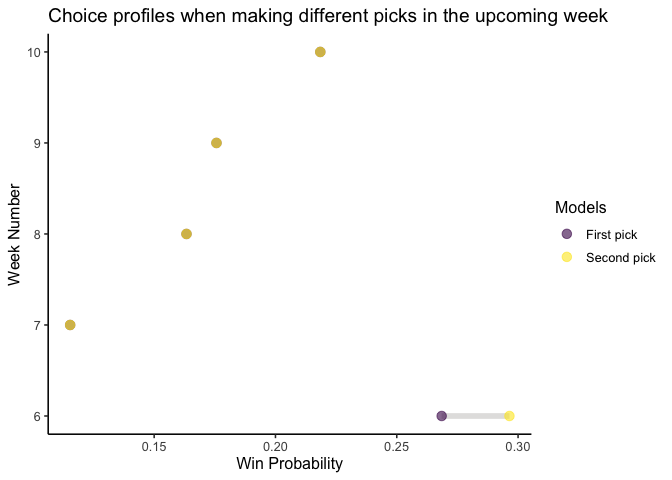 Choice profiles when making different picks in the upcoming week
Week Number
10
9
8
7
6
0.15 0.20 0.25 0.30
Win Probability
Models
First pick
Second pick